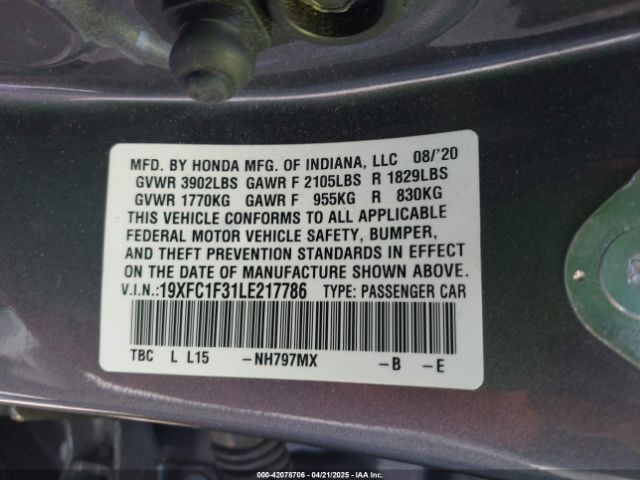 MFD. BY HONDA MFG. OF INDIANA, LLC 08/'20
GVWR 3902LBS GAWR F 2105LBS R 1829LBS
GVWR 1770KG GAWR F 955KG R 830KG
THIS VEHICLE CONFORMS TO ALL APPLICABLE
FEDERAL MOTOR VEHICLE SAFETY, BUMPER,
AND THEFT PREVENTION STANDARDS IN EFFECT
ON THE DATE OF MANUFACTURE SHOWN ABOVE.
V.I.N.:19XFC1F31LE217786 TYPE: PASSENGER CAR
TBC L L15 -NH797MX -B -E
000-42078706 - 04/21/2025 - IAA Inc.